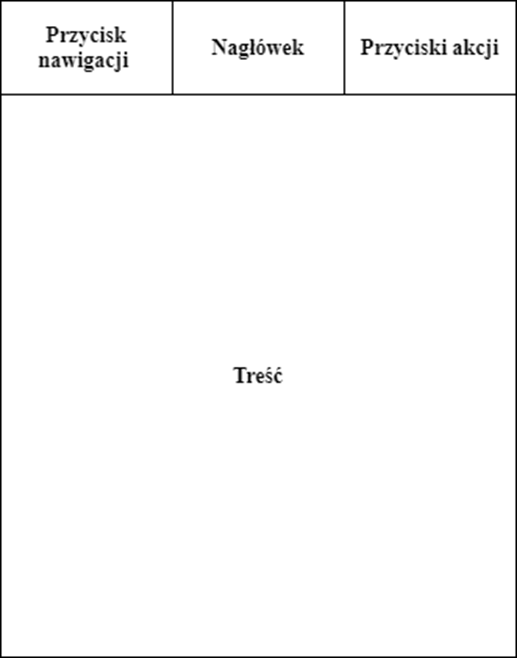 Przycisk
nawigacji
Nagłówek
Przyciski akcji
Treść